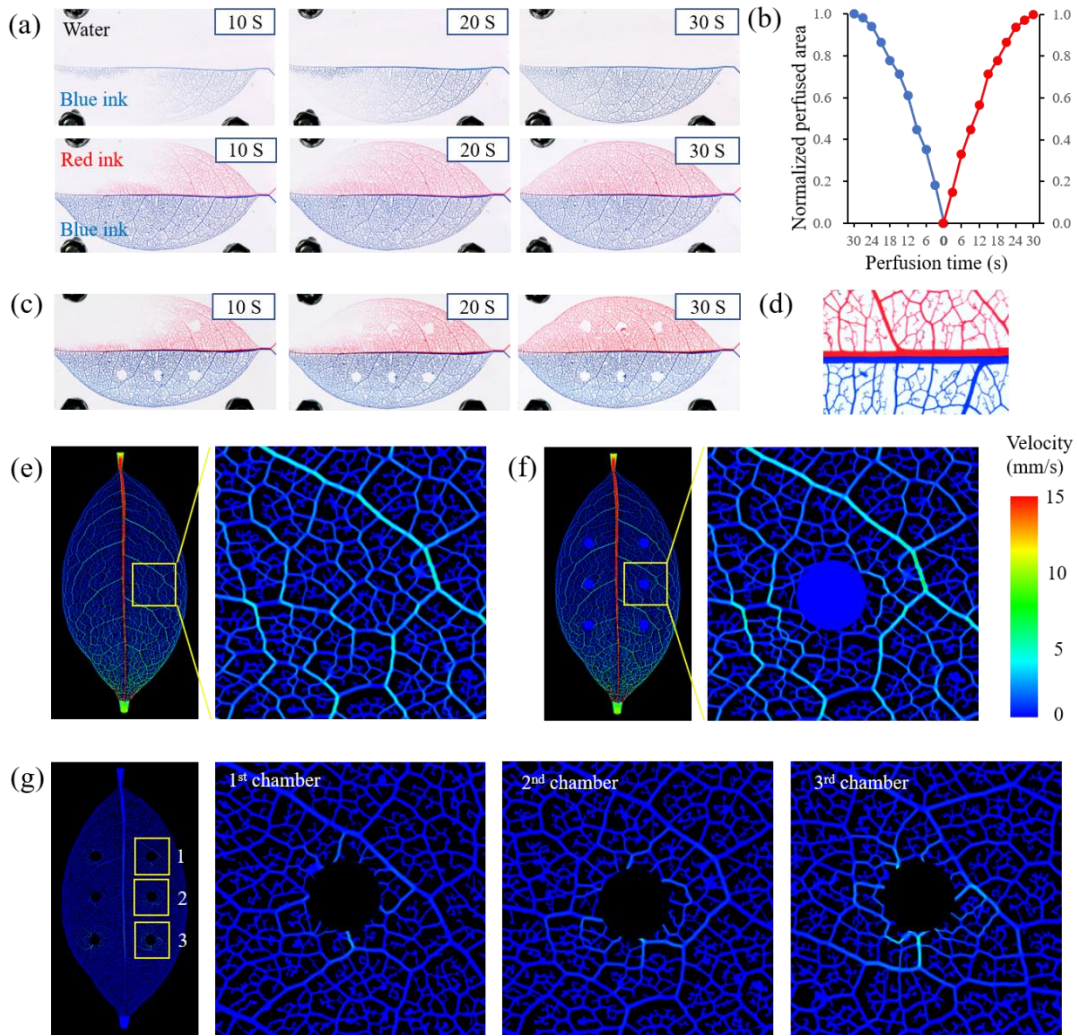 (a)
Water
10 S
20 S
30 S
Blue ink
Red ink
10 S
20 S
30 S
Blue ink
(b)
Normalized perfused area
1.0
0.8
0.6
0.4
0.2
0.0
1.0
0.8
0.6
0.4
0.2
0.0
30 24 18 12 6 0 6 12 18 24 30
Perfusion time (s)
(c)
10 S
20 S
30 S
(d)
(e)
(f)
Velocity
(mm/s)
15
10
5
0
(g)
1
2
3
1st chamber
2nd chamber
3rd chamber